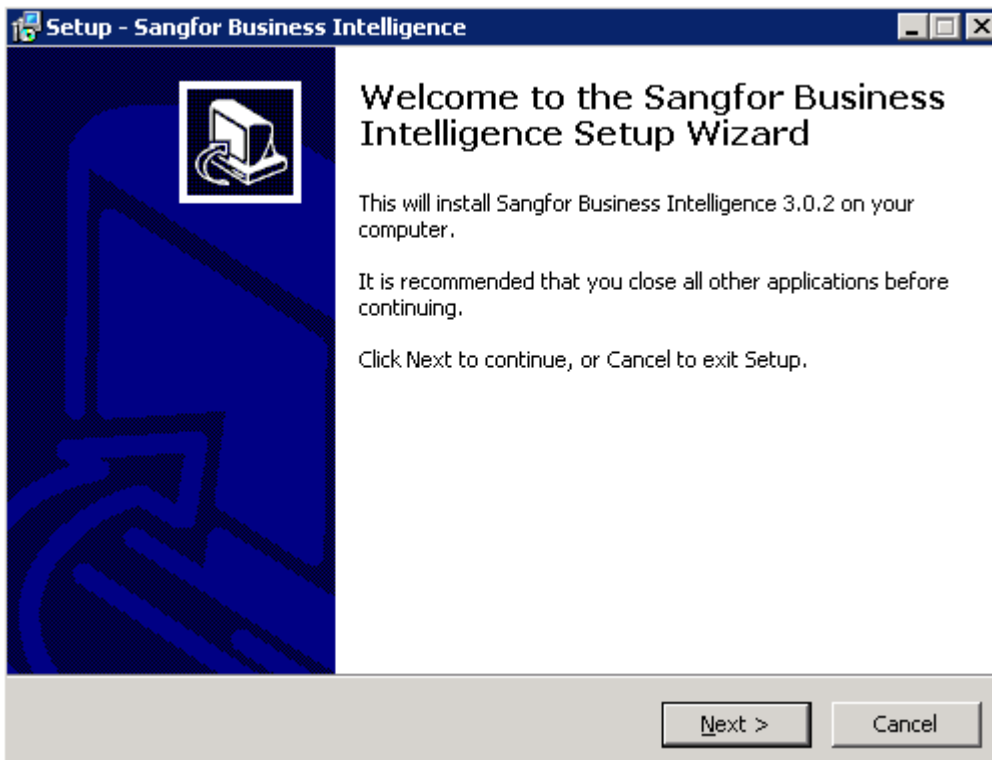 Setup - Sangfor Business Intelligence
Welcome to the Sangfor Business
Intelligence Setup Wizard
This will install Sangfor Business Intelligence 3.0.2 on your
computer.
It is recommended that you close all other applications before
continuing.
Click Next to continue, or Cancel to exit Setup.
Next >
Cancel